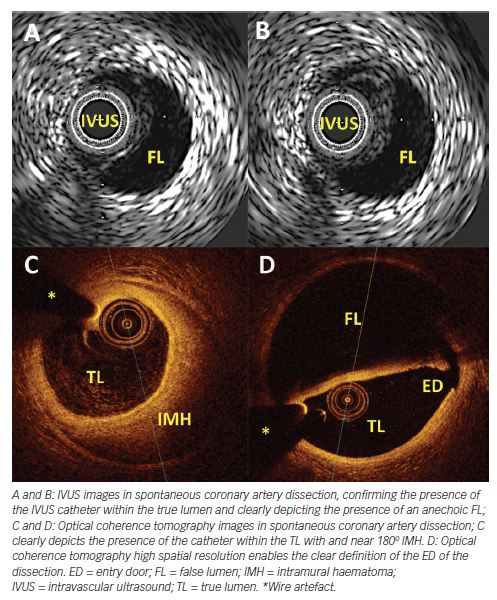 A
B
IVUS
FL
IVUS
FL
C
D
*
TL
IMH
FL
ED
TL
*
A and B: IVUS images in spontaneous coronary artery dissection, confirming the presence of
the IVUS catheter within the true lumen and clearly depicting the presence of an anechoic FL;
C and D: Optical coherence tomography images in spontaneous coronary artery dissection; C
clearly depicts the presence of the catheter within the TL with and near 180º IMH. D: Optical
coherence tomography high spatial resolution enables the clear definition of the ED of the
dissection. ED = entry door; FL = false lumen; IMH = intramural haematoma;
IVUS = intravascular ultrasound; TL = true lumen. *Wire artefact.